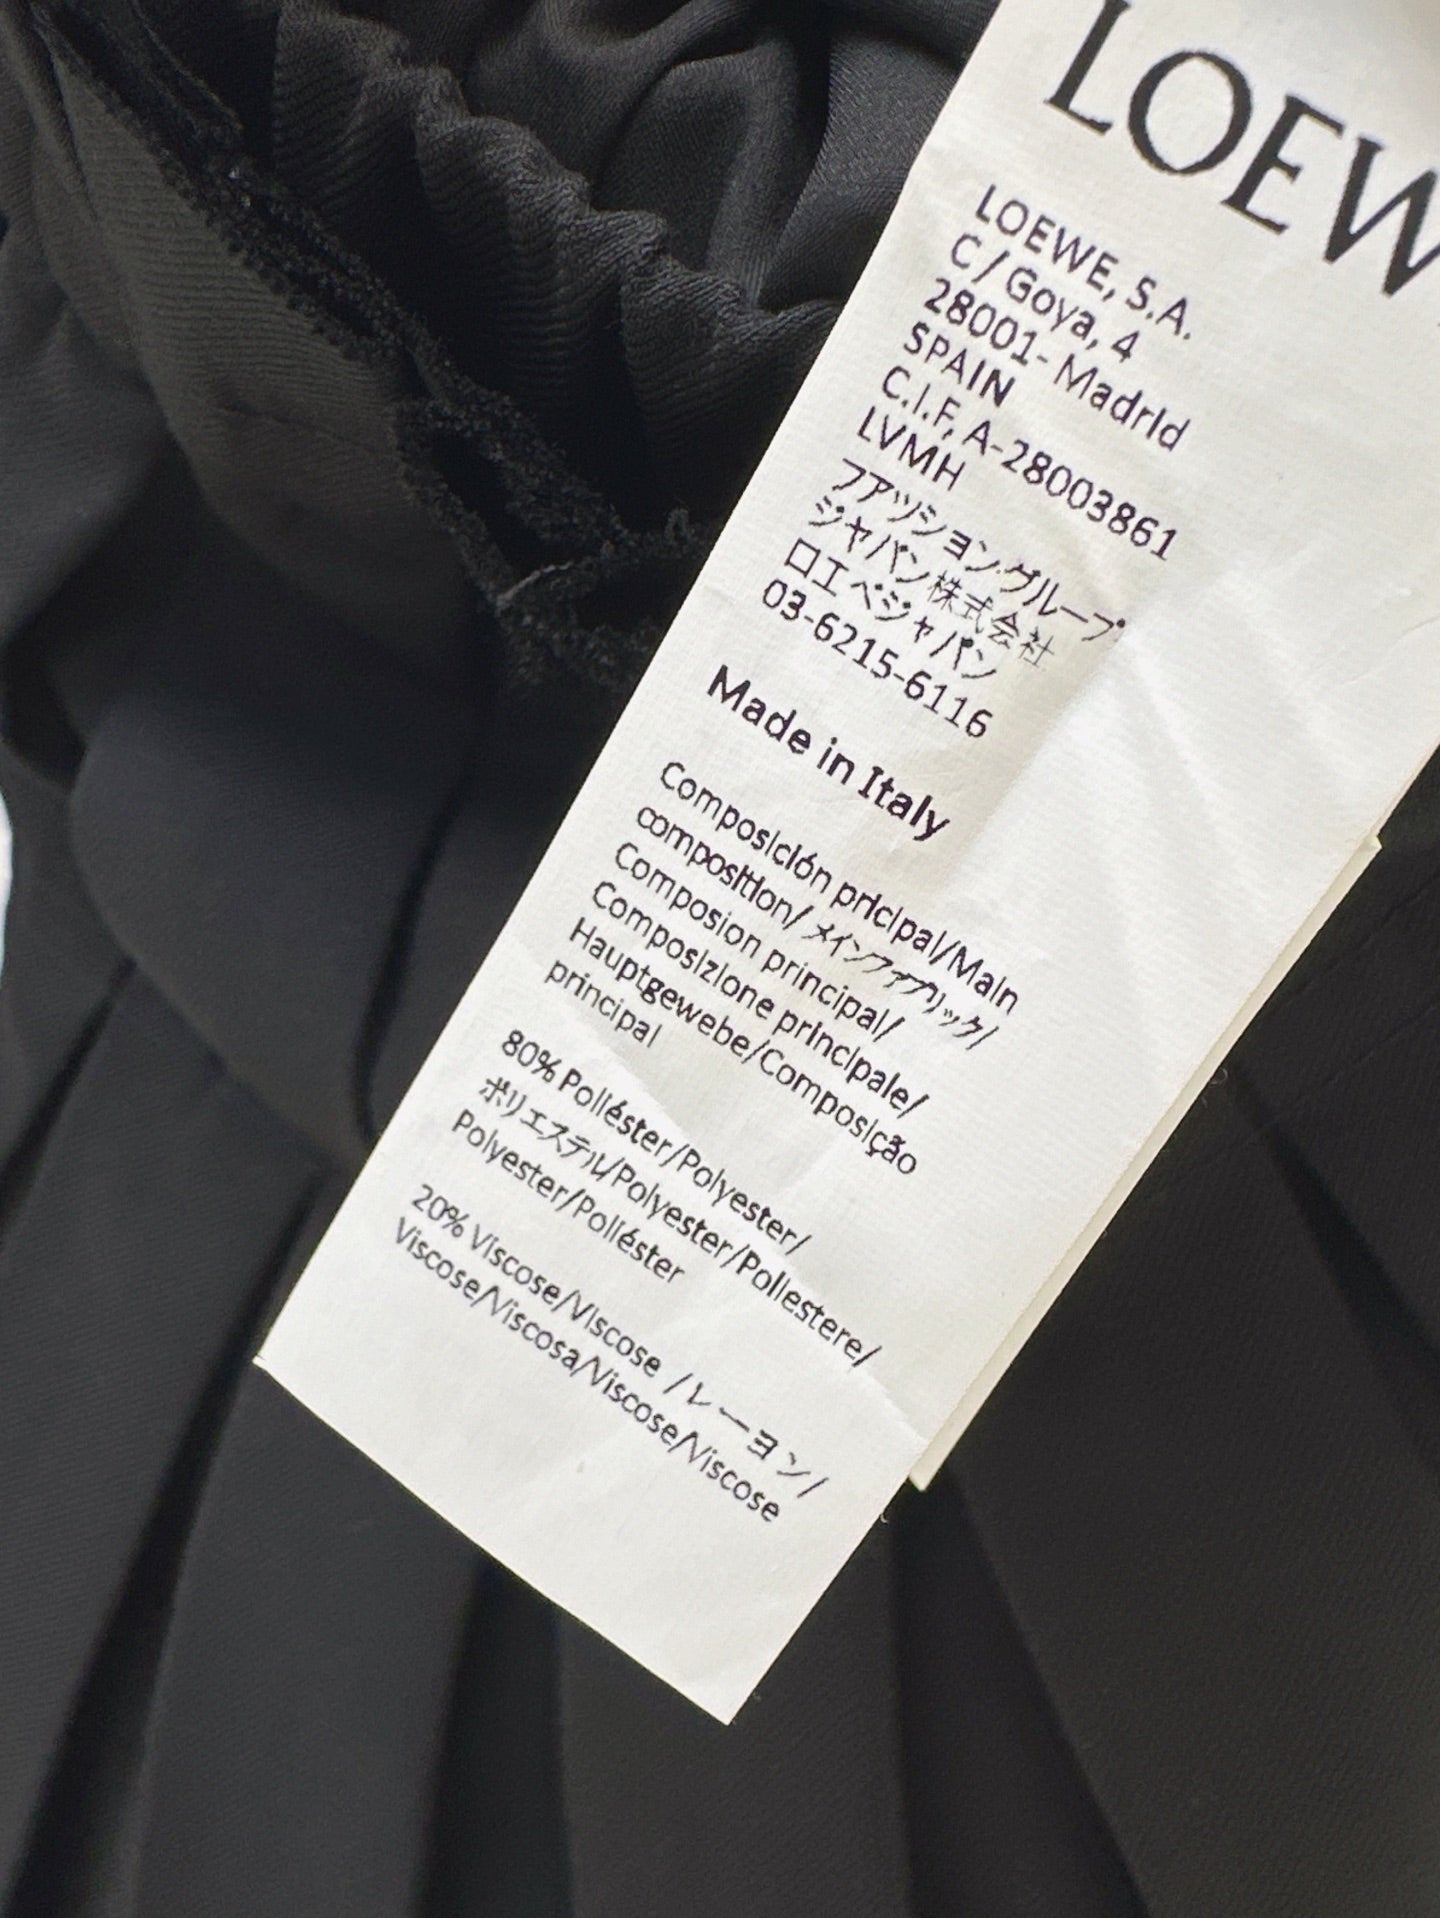 LOEW
LOEWE, S.A.
C/ Goya, 4
28001- MadrId
SPAIN
C.I.F, A-28003861
LVMH
フアッション.グループ
ジヤパン株式会社
口エベジャパン
03-6215-6116
Made in Italy
ComposIcIón prIcIpal/MaIn
composItIon/メインファブリック/
Composion principal/
ComposIzIone prIncIpale/
Hauptgewebe/ComposIção
prIncIpal
80% PolIéster/Polyester/
ポリエステル/Polyester/PolIestere/
Polyester/PolIéster
20% VIscose/VIscose /レーヨン/
Viscose/Viscosa/Viscose/Viscose